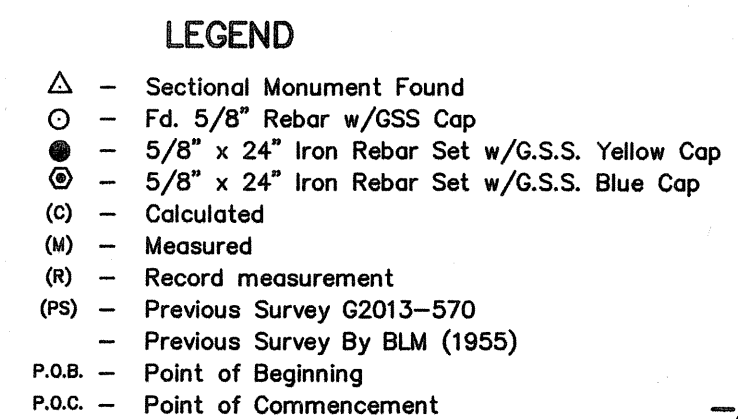 LEGEND
– Sectional Monument Found
– Fd. 5/8" Rebar w/GSS Cap
– 5/8" x 24" Iron Rebar Set w/G.S.S. Yellow Cap
– 5/8" x 24" Iron Rebar Set w/G.S.S. Blue Cap
(C) – Calculated
(M) – Measured
(R) – Record measurement
(PS) – Previous Survey G2013–570
– Previous Survey By BLM (1955)
P.O.B. – Point of Beginning
P.O.C. – Point of Commencement